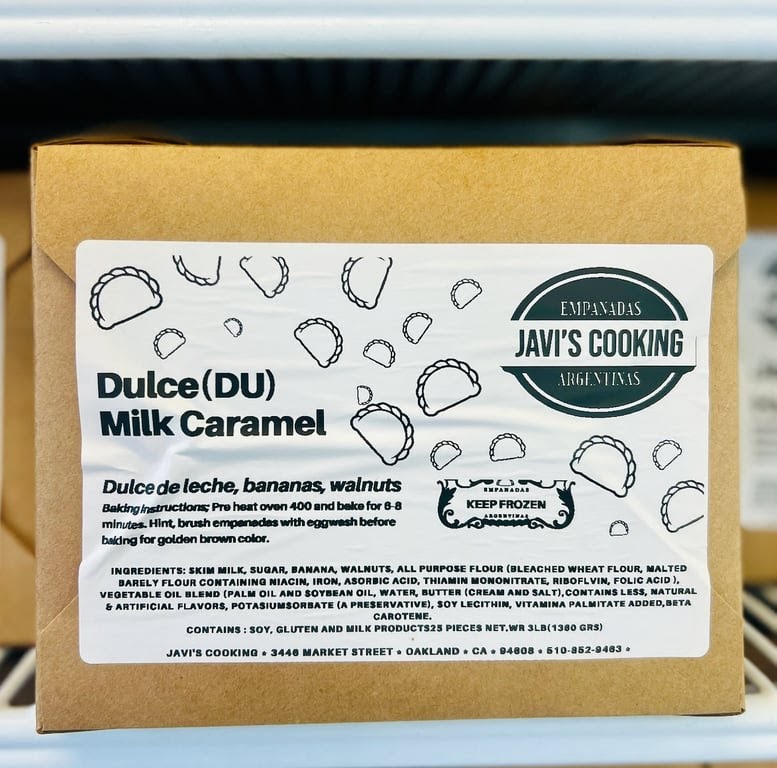 EMPANADAS
JAVI'S COOKING
ARGENTINAS
Dulce(DU)
Milk Caramel
Dulce de leche, bananas, walnuts
Baking instructions; Pre heat oven 400 and bake for 6-8
minutes. Hint, brush empanadas with eggwash before
baking for golden brown color.
EMPANADAS
KEEP FROZEN
ARGENTINAS
INGREDIENTS: SKIM MILK, SUGAR, BANANA, WALNUTS, ALL PURPOSE FLOUR (BLEACHED WHEAT FLOUR, MALTED
BARELY FLOUR CONTAINING NIACIN, IRON, ASORBIC ACID, THIAMIN MONONITRATE, RIBOFLVIN, FOLIC ACID ),
VEGETABLE OIL BLEND (PALM OIL AND SOYBEAN OIL, WATER, BUTTER (CREAM AND SALT),CONTAINS LESS, NATURAL
& ARTIFICIAL FLAVORS, POTASIUMSORBATE (A PRESERVATIVE), SOY LECITHIN, VITAMINA PALMITATE ADDED,BETA
CAROTENE.
CONTAINS : SOY, GLUTEN AND MILK PRODUCTS25 PIECES NET.WR 3LB(1360 GRS)
JAVI'S COOKING * 3446 MARKET STREET * OAKLAND * CA * 94608 * 510-852-9463 *